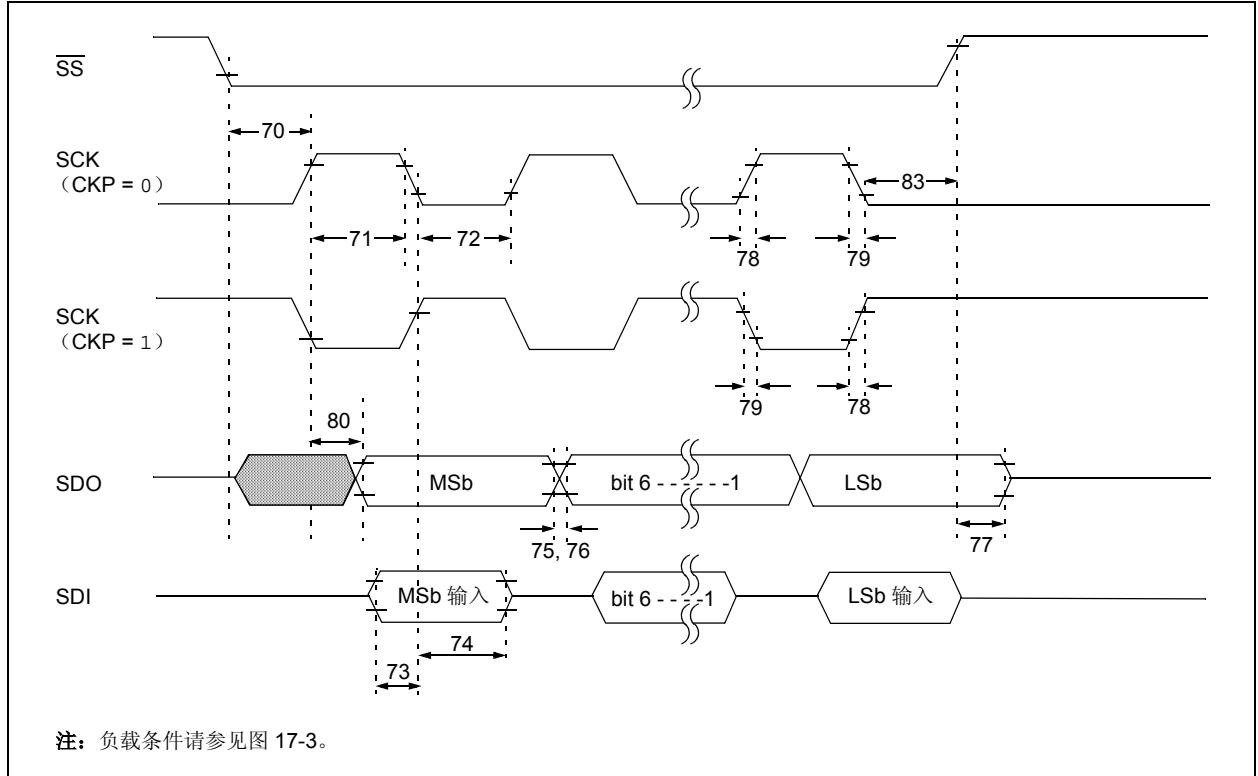 SS
70
SCK
（CKP = 0）
83
71
72
78
79
SCK
（CKP = 1）
79
78
80
SDO
MSb
bit 6 - - - - - -1
LSb
75, 76
77
SDI
MSb 输入
bit 6 - - - -1
LSb 输入
74
73
注：负载条件请参见图 17-3。